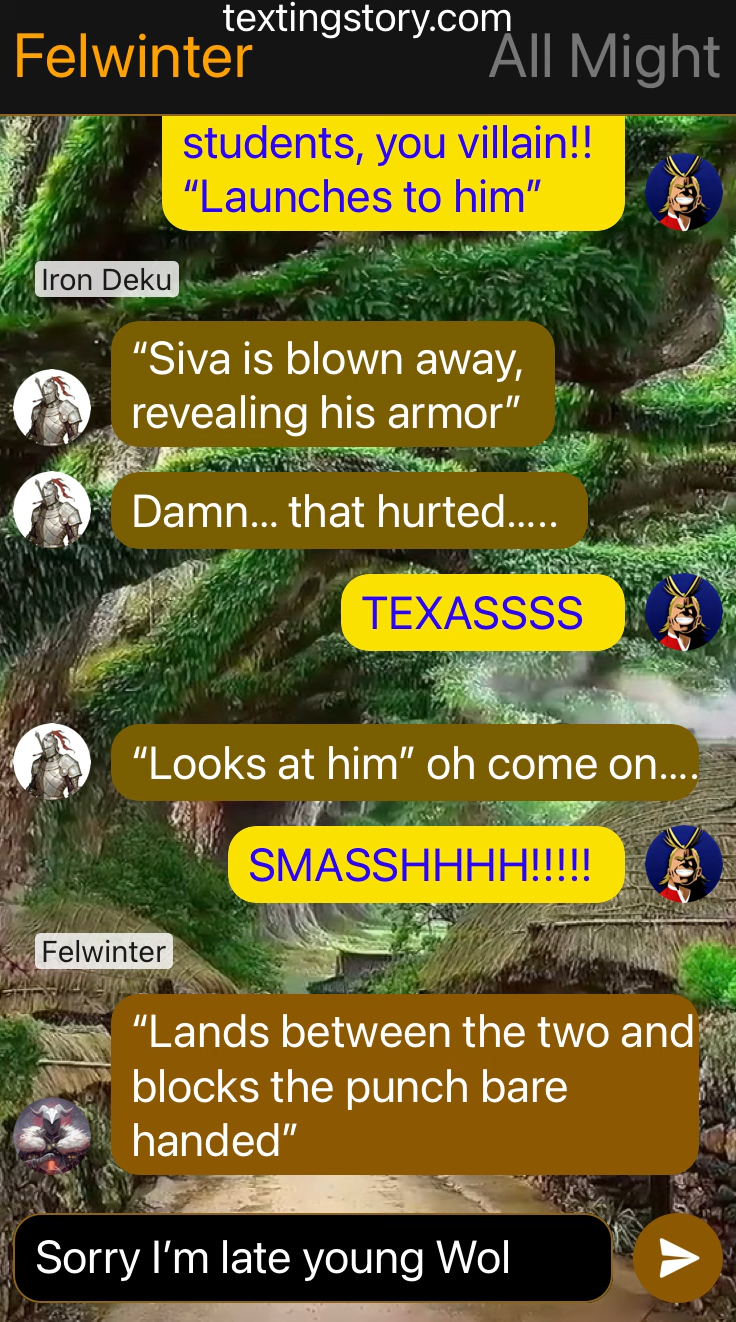 textingstory.com
Felwinter
All Might
students, you villain!!
“Launches to him”
Iron Deku
“Siva is blown away,
revealing his armor”
Damn... that hurted.....
TEXASSSS
“Looks at him” oh come on....
SMASSHHHH!!!!!
Felwinter
“Lands between the two and
blocks the punch bare
handed”
Sorry I’m late young Wol